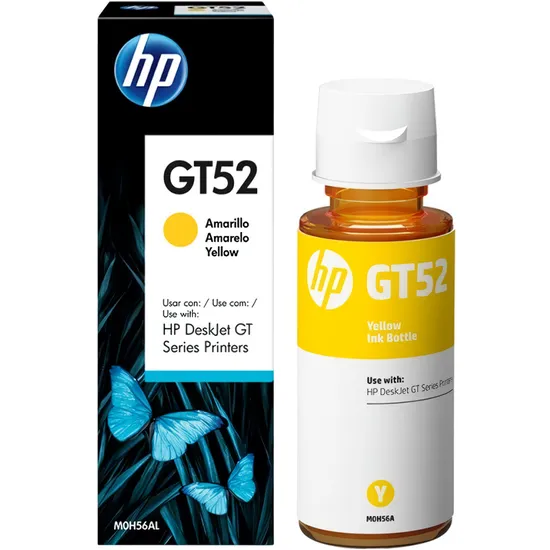 hp
GT52
Amarillo
Amarelo
Yellow
Usar con: / Use com: /
Use with:
HP DeskJet GT
Series Printers
M0H56AL
hp
GT52
Yellow
Ink Bottle
Use with:
HP DeskJet GT Series Printers
Y
M0H56A